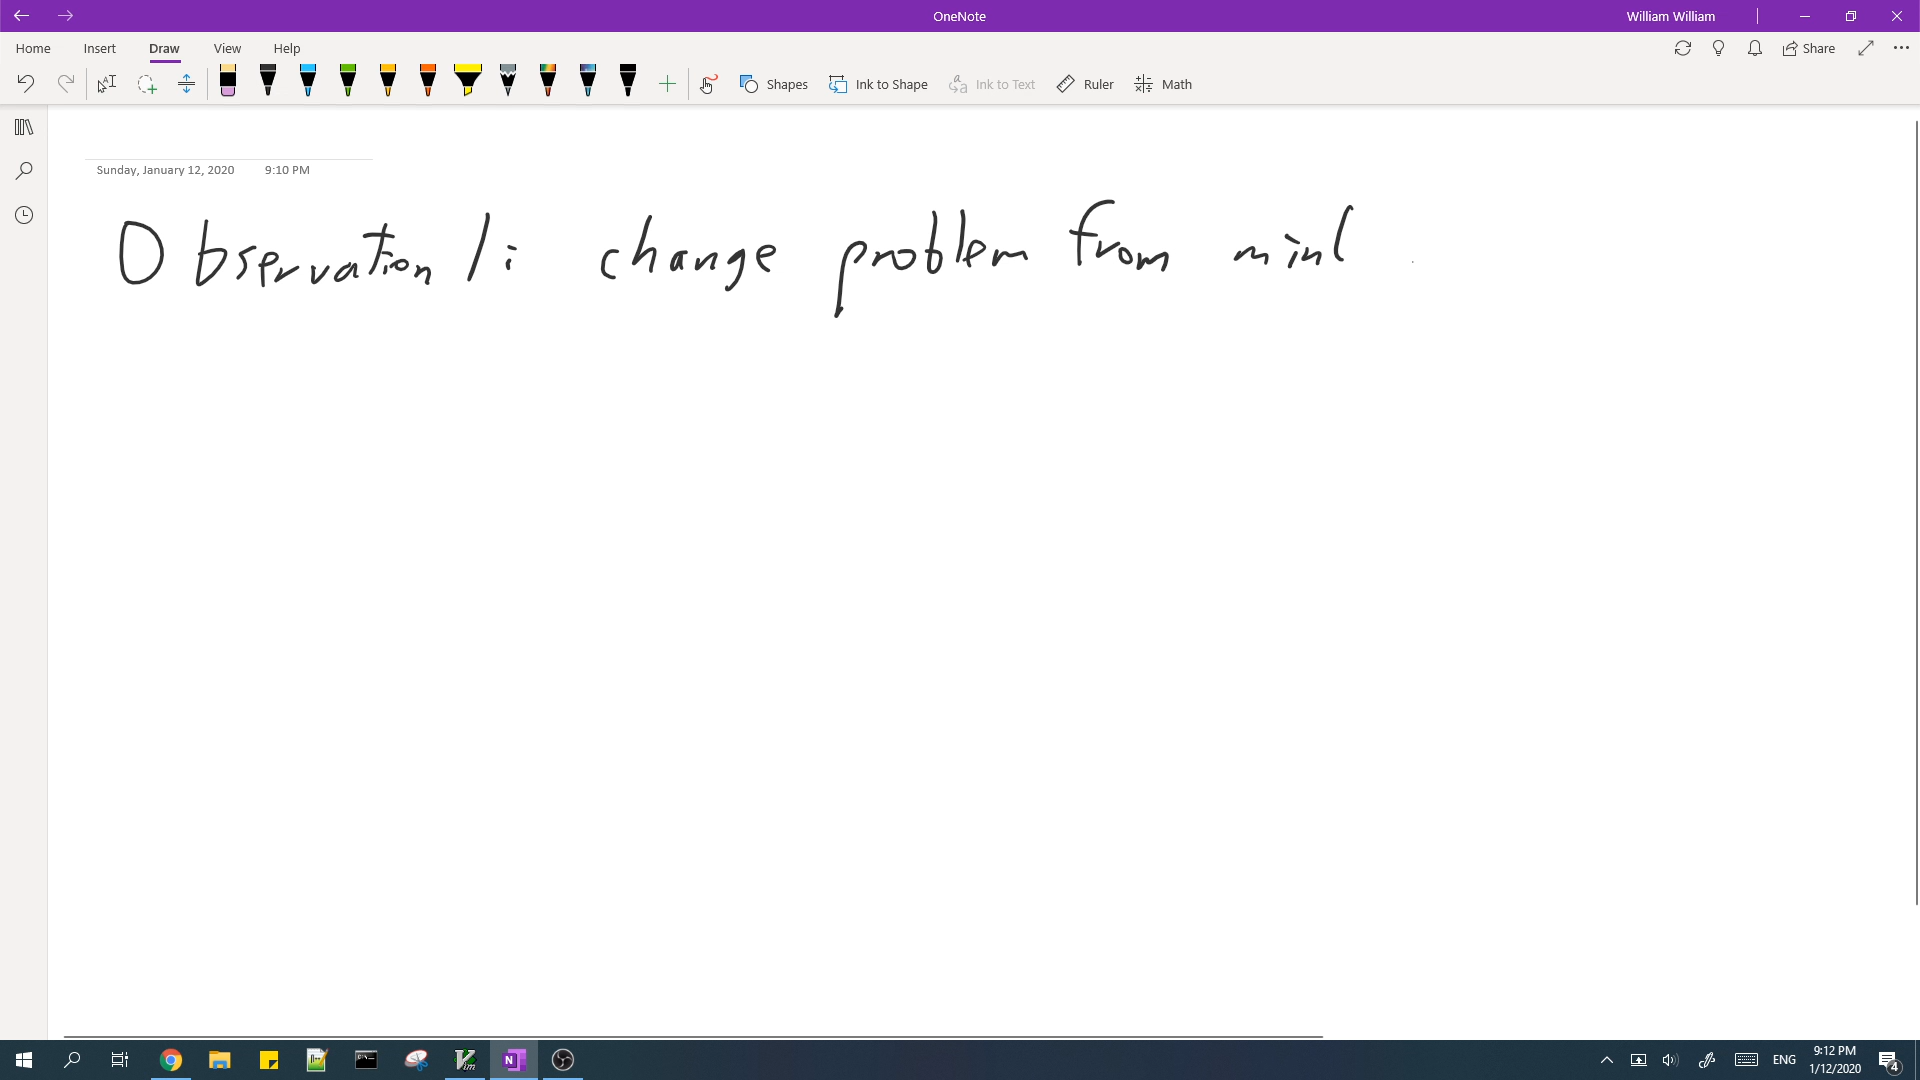 OneNote
William William
Home Insert Draw View Help
Share
Shapes Ink to Shape Ink to Text Ruler Math
Sunday, January 12, 2020 9:10 PM
Observation 1: change problem from min(
ENG
9:12 PM
1/12/2020
4